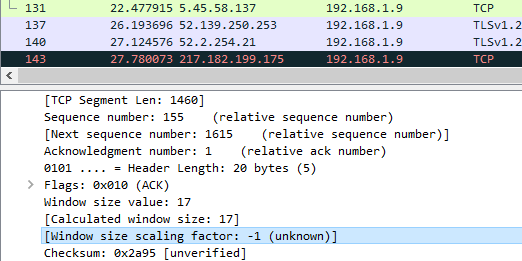 131 22.477915 5.45.58.137 192.168.1.9 TCP
137 26.193696 52.139.250.253 192.168.1.9 TLSv1.2
140 27.124576 52.2.254.21 192.168.1.9 TLSv1.2
143 27.780073 217.182.199.175 192.168.1.9 TCP
[TCP Segment Len: 1460]
Sequence number: 155 (relative sequence number)
[Next sequence number: 1615 (relative sequence number)]
Acknowledgment number: 1 (relative ack number)
0101 .... = Header Length: 20 bytes (5)
Flags: 0x010 (ACK)
Window size value: 17
[Calculated window size: 17]
[Window size scaling factor: -1 (unknown)]
Checksum: 0x2a95 [unverified]